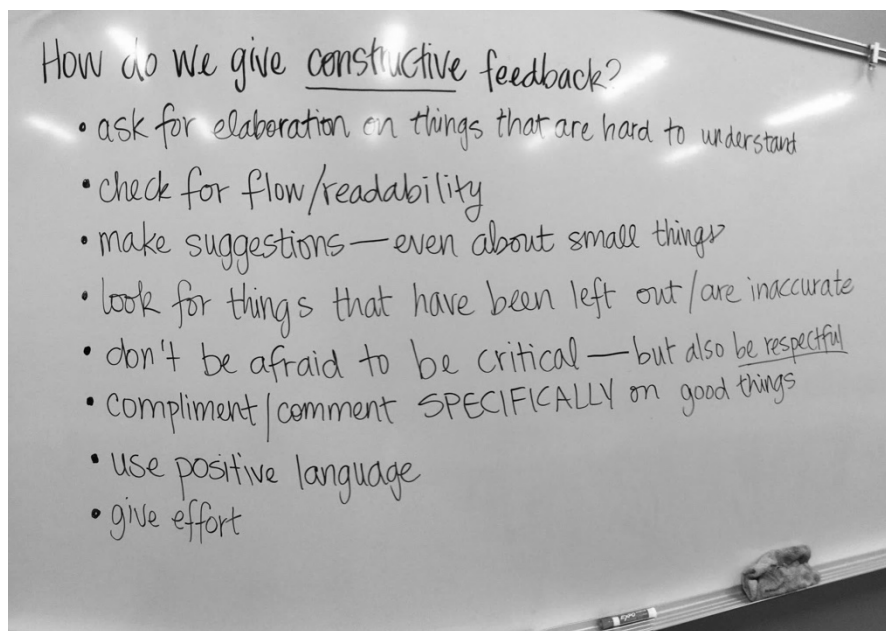 How do we give constructive feedback?
• ask for elaboration on things that are hard to understand
• check for flow/readability
• make suggestions—even about small things
• look for things that have been left out/are inaccurate
• don't be afraid to be critical—but also be respectful
• compliment/comment SPECIFICALLY on good things
• use positive language
• give effort